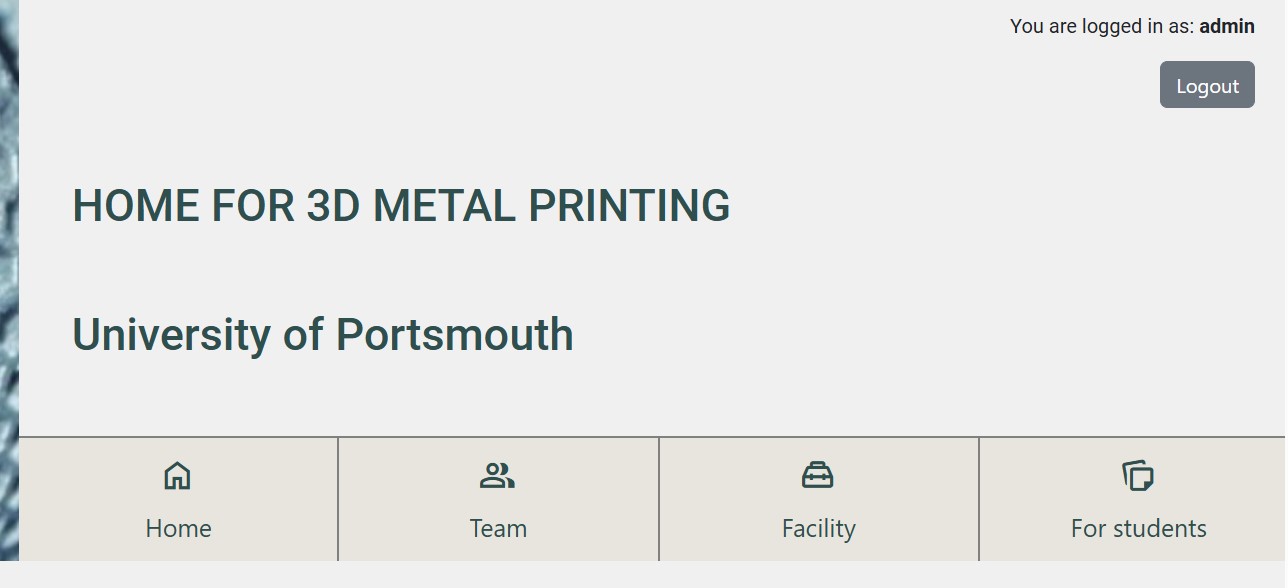 You are logged in as: admin
Logout
HOME FOR 3D METAL PRINTING
University of Portsmouth
Home
Team
Facility
For students